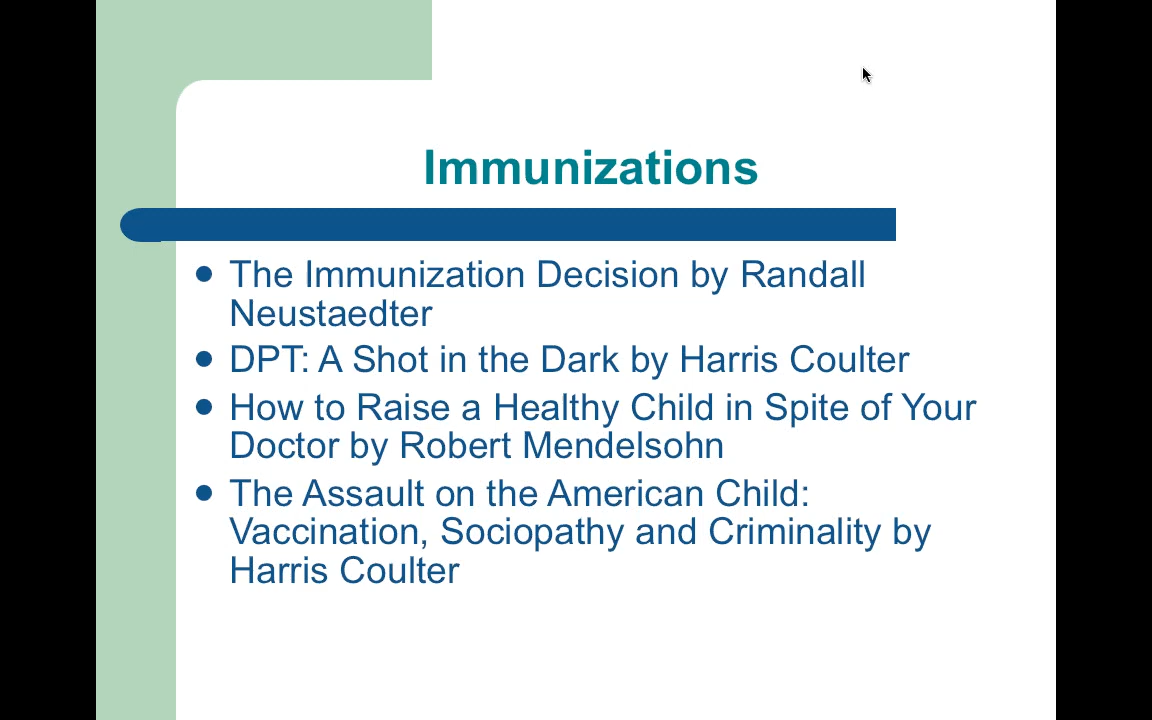 Immunizations
The Immunization Decision by Randall
Neustaedter
DPT: A Shot in the Dark by Harris Coulter
How to Raise a Healthy Child in Spite of Your
Doctor by Robert Mendelsohn
The Assault on the American Child:
Vaccination, Sociopathy and Criminality by
Harris Coulter